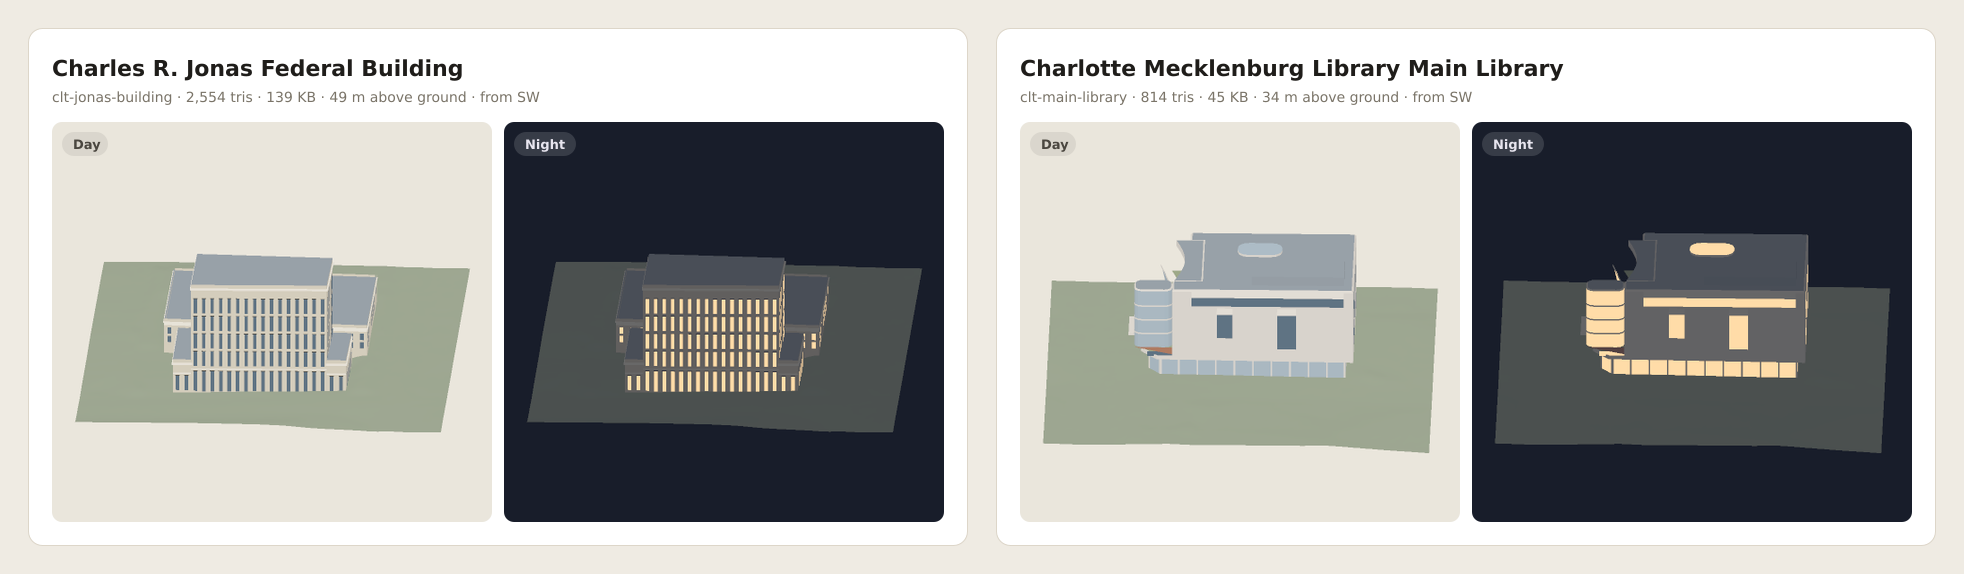 Charles R. Jonas Federal Building
clt-jonas-building · 2,554 tris · 139 KB · 49 m above ground · from SW
Day
Night
Charlotte Mecklenburg Library Main Library
clt-main-library · 814 tris · 45 KB · 34 m above ground · from SW
Day
Night